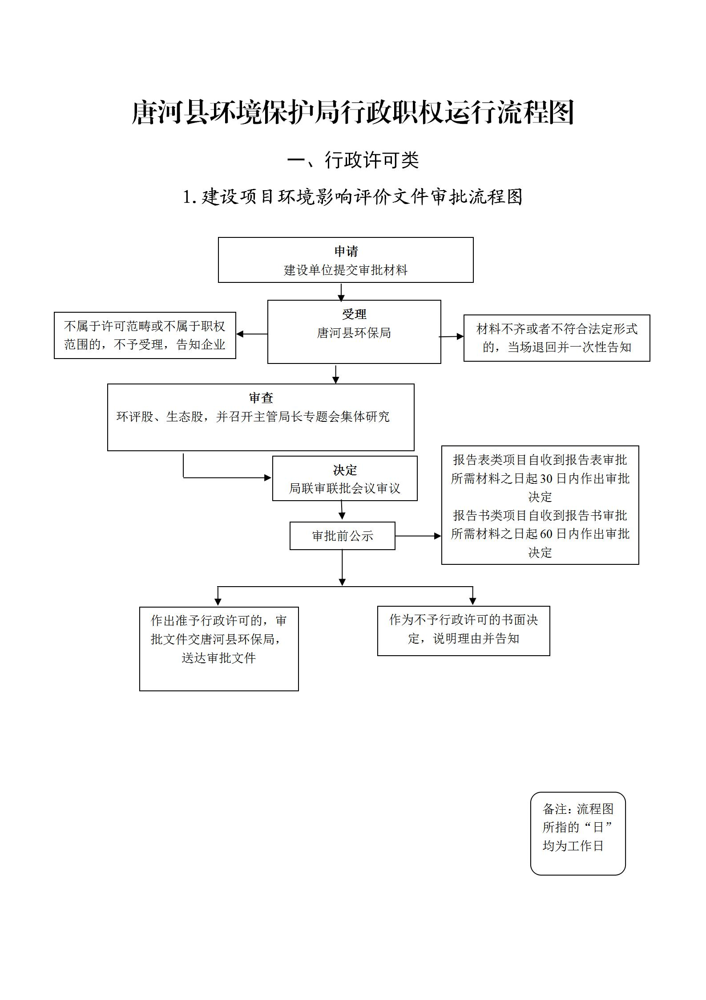 唐河县环境保护局行政职权运行流程图
一、行政许可类
1.建设项目环境影响评价文件审批流程图
申请
建设单位提交审批材料
受理
唐河县环保局
不属于许可范畴或不属于职权
范围的，不予受理，告知企业
材料不齐或者不符合法定形式
的，当场退回并一次性告知
审查
环评股、生态股，并召开主管局长专题会集体研究
决定
局联审联批会议审议
报告表类项目自收到报告表审批
所需材料之日起30日内作出审批
决定
报告书类项目自收到报告书审批
所需材料之日起60日内作出审批
决定
审批前公示
作出准予行政许可的，审
批文件交唐河县环保局，
送达审批文件
作为不予行政许可的书面决
定，说明理由并告知
备注：流程图
所指的“日”
均为工作日